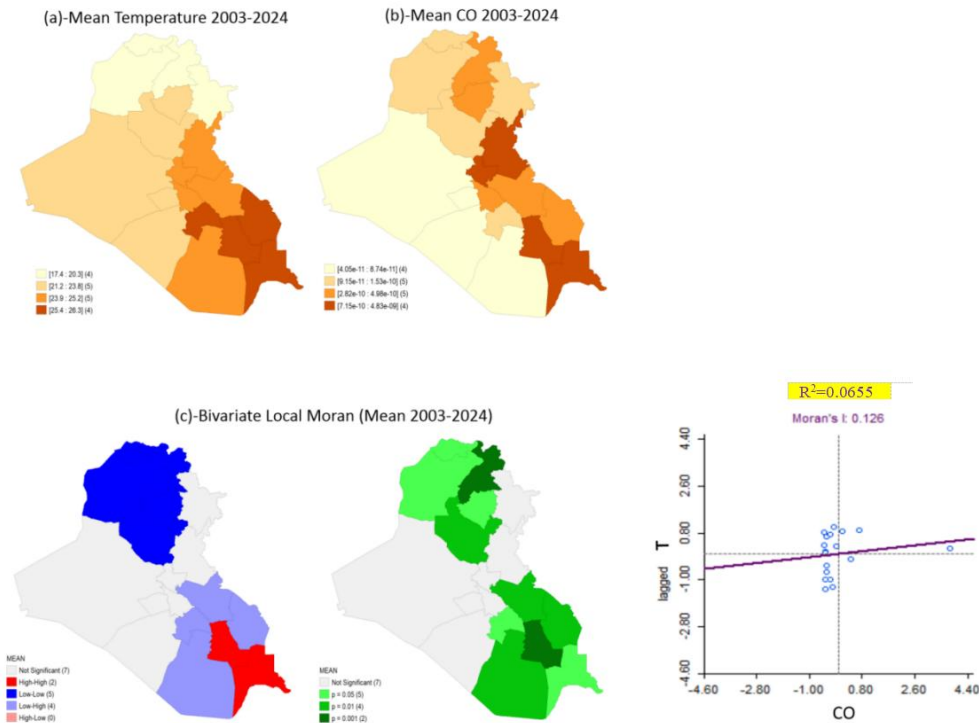 (a)-Mean Temperature 2003-2024
(b)-Mean CO 2003-2024
[17.4 : 20.3] (4)
[21.2 : 23.8] (5)
[23.9 : 25.2] (5)
[25.4 : 26.3] (4)
[4.05e-11 : 8.74e-11] (4)
[9.15e-11 : 1.53e-10] (5)
[2.82e-10 : 4.98e-10] (5)
[7.15e-10 : 4.83e-09] (4)
(c)-Bivariate Local Moran (Mean 2003-2024)
MEAN
Not Significant (7)
High-High (2)
Low-Low (5)
Low-High (4)
High-Low (0)
MEAN
Not Significant (7)
p = 0.05 (5)
p = 0.01 (4)
p = 0.001 (2)
R²=0.0655
Moran's I: 0.126
4.40
2.60
0.80
-1.00
-2.80
-4.60
lagged T
-4.60 -2.80 -1.00 0.80 2.60 4.40
CO